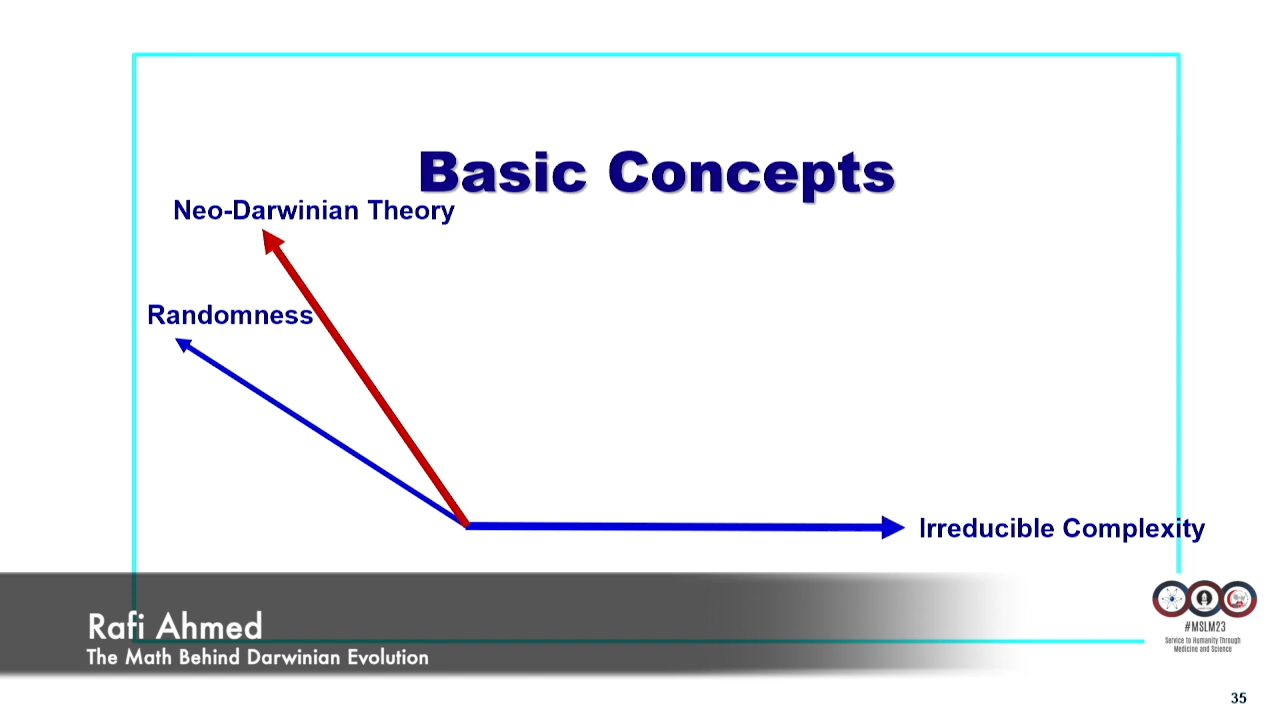 Basic Concepts
Neo-Darwinian Theory
Randomness
Irreducible Complexity
Rafi Ahmed
The Math Behind Darwinian Evolution
#MSLM23
Service to Humanity Through
Medicine and Science
35